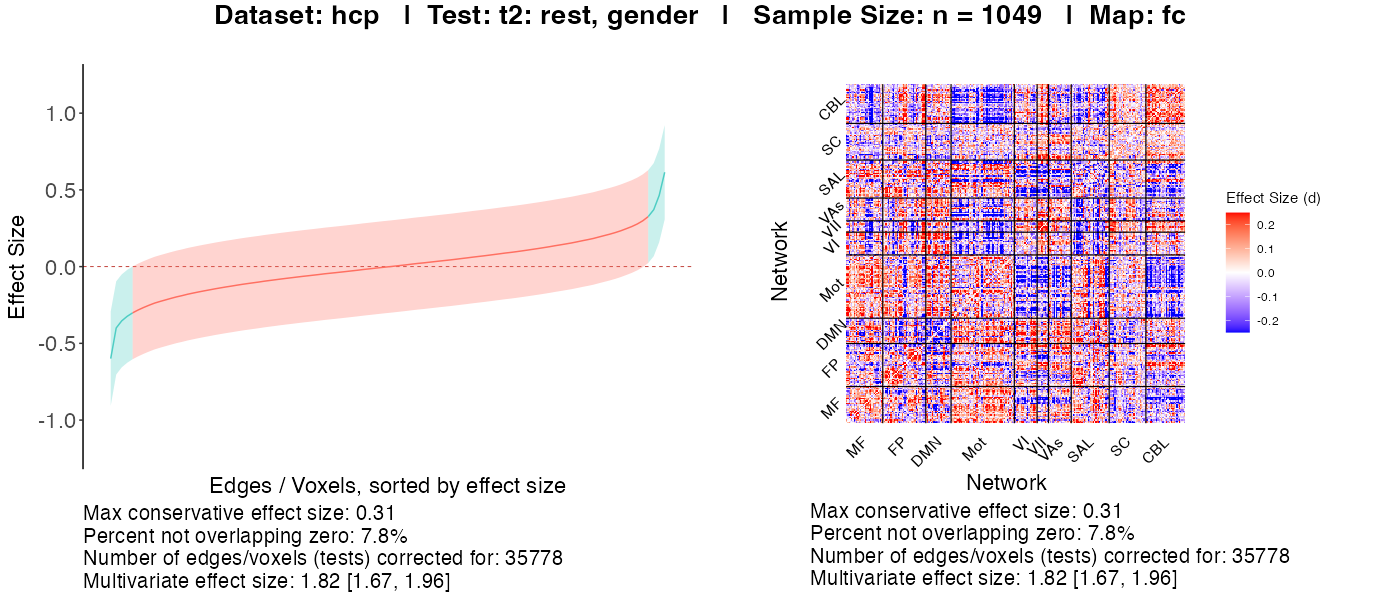 Dataset: hcp | Test: t2: rest, gender | Sample Size: n = 1049 | Map: fc
Effect Size
1.0
0.5
0.0
-0.5
-1.0
Edges / Voxels, sorted by effect size
Max conservative effect size: 0.31
Percent not overlapping zero: 7.8%
Number of edges/voxels (tests) corrected for: 35778
Multivariate effect size: 1.82 [1.67, 1.96]
Network
CBL
SC
SAL
VAs
VII
VI
Mot
DMN
FP
MF
MF
FP
DMN
Mot
VI
VII
VAs
SAL
SC
CBL
Network
Effect Size (d)
0.2
0.1
0.0
-0.1
-0.2
Max conservative effect size: 0.31
Percent not overlapping zero: 7.8%
Number of edges/voxels (tests) corrected for: 35778
Multivariate effect size: 1.82 [1.67, 1.96]